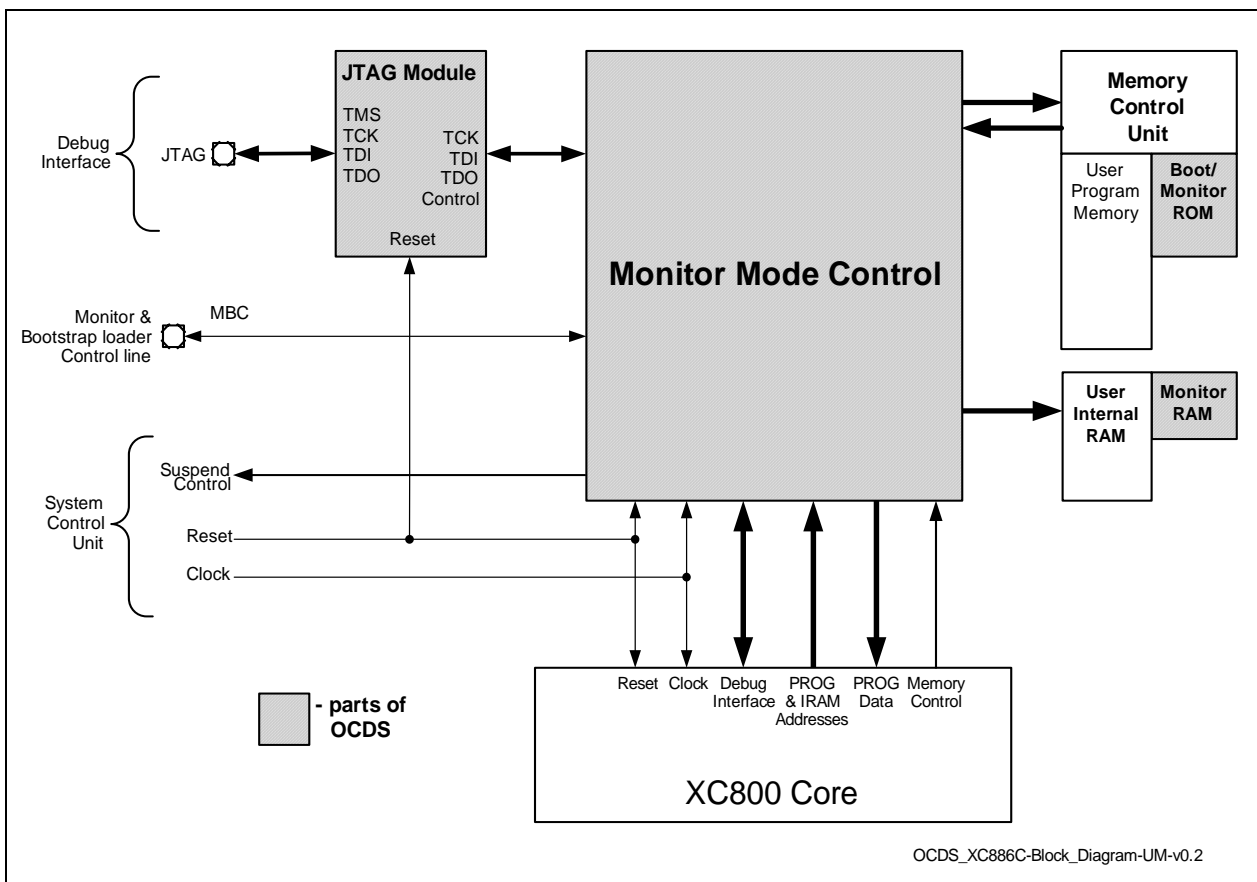 JTAG Module
TMS
TCK
TDI
TDO
TCK
TDI
TDO
Control
Reset
Debug
Interface
JTAG
Monitor Mode Control
Memory
Control
Unit
User
Program
Memory
Boot/
Monitor
ROM
Monitor &
Bootstrap loader
Control line
MBC
User
Internal
RAM
Monitor
RAM
System
Control
Unit
Suspend
Control
Reset
Clock
Reset
Clock
Debug
Interface
PROG
& IRAM
Addresses
PROG
Data
Memory
Control
XC800 Core
- parts of
OCDS
OCDS_XC886C-Block_Diagram-UM-v0.2